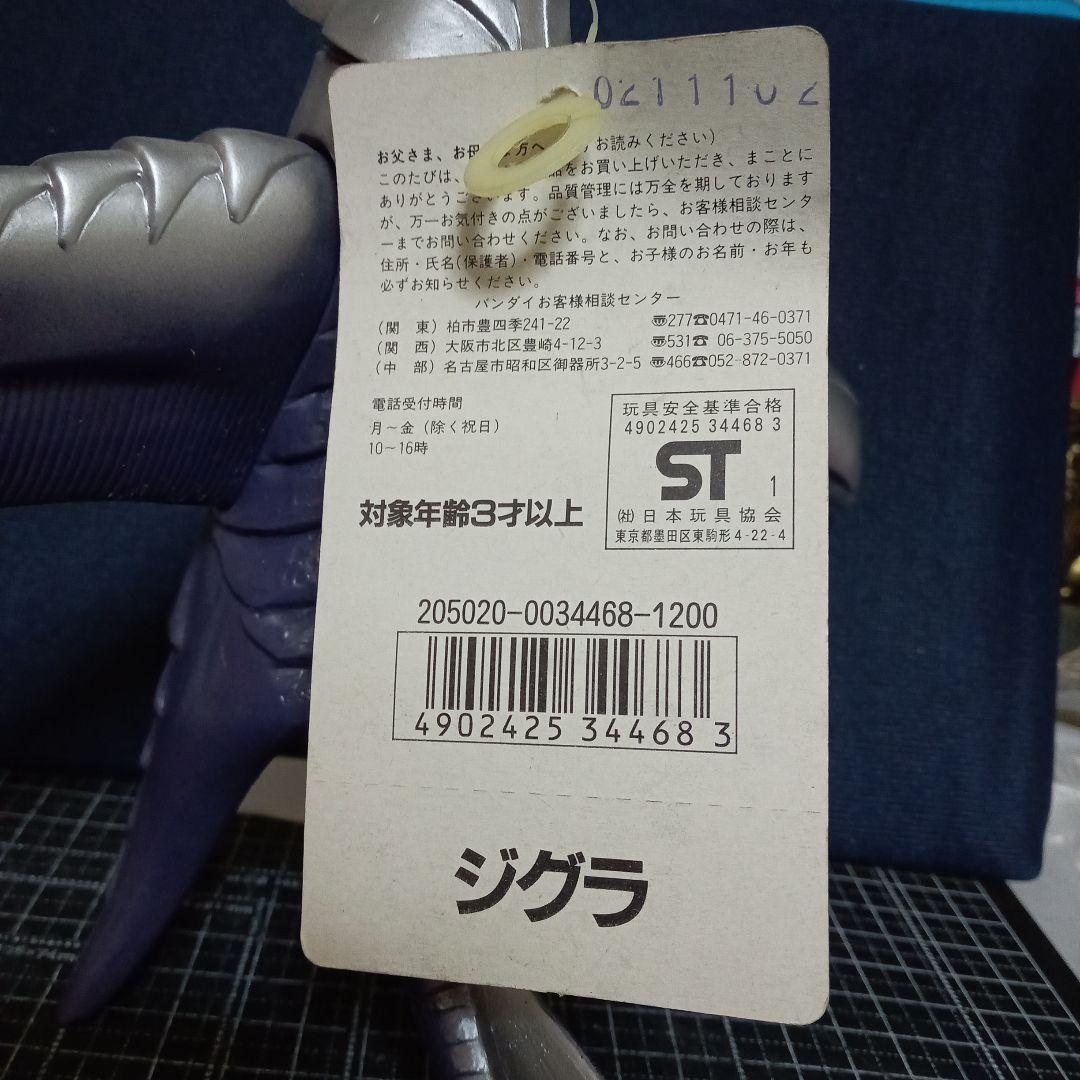 0211102
お父さま、お母 方へ お読みください)
このたびは、 品をお買い上げいただき、まことに
ありがとうございます。品質管理には万全を期しております
が、万一お気付きの点がございましたら、お客様相談センタ
ーまでお問い合わせください。なお、お問い合わせの際は、
住所・氏名(保護者)・電話番号と、お子様のお名前・お年も
必ずお知らせください。
バンダイお客様相談センター
(関 東) 柏市豊四季241-22 〠277☎0471-46-0371
(関 西) 大阪市北区豊崎4-12-3 〠531☎ 06-375-5050
(中 部) 名古屋市昭和区御器所3-2-5 〠466☎052-872-0371
電話受付時間
月~金(除く祝日)
10~16時
玩具安全基準合格
4902425 34468 3
ST 1
㈳日本玩具協会
東京都墨田区東駒形4-22-4
対象年齢3才以上
205020-0034468-1200
4902425 34468 3
ジグラ